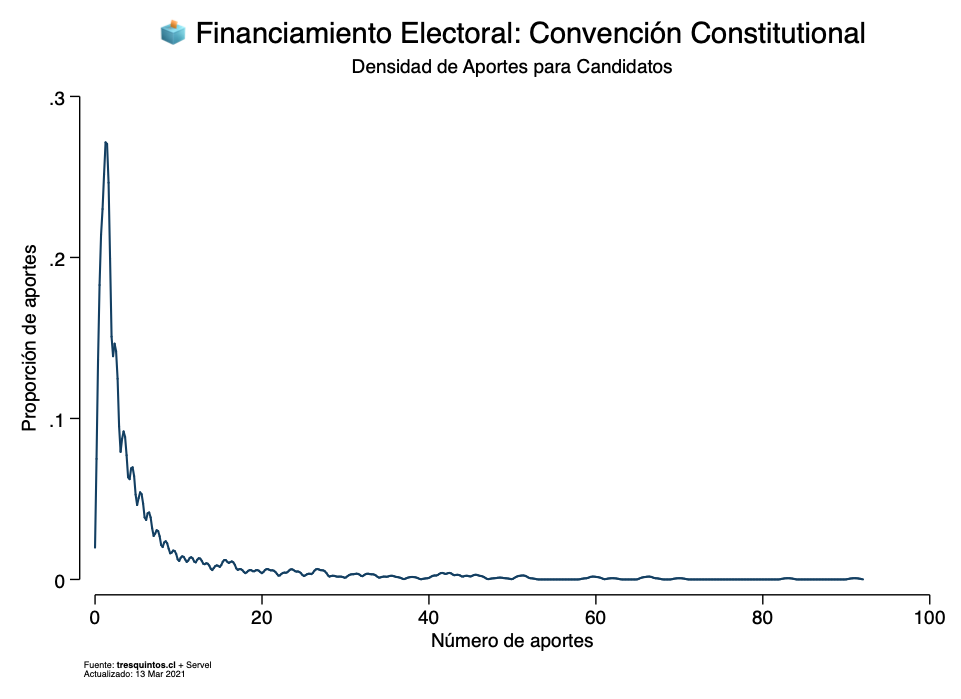 Financiamiento Electoral: Convención Constitutional
Densidad de Aportes para Candidatos
Proporción de aportes
.3
.2
.1
0
0 20 40 60 80 100
Número de aportes
Fuente: tresquintos.cl + Servel
Actualizado: 13 Mar 2021